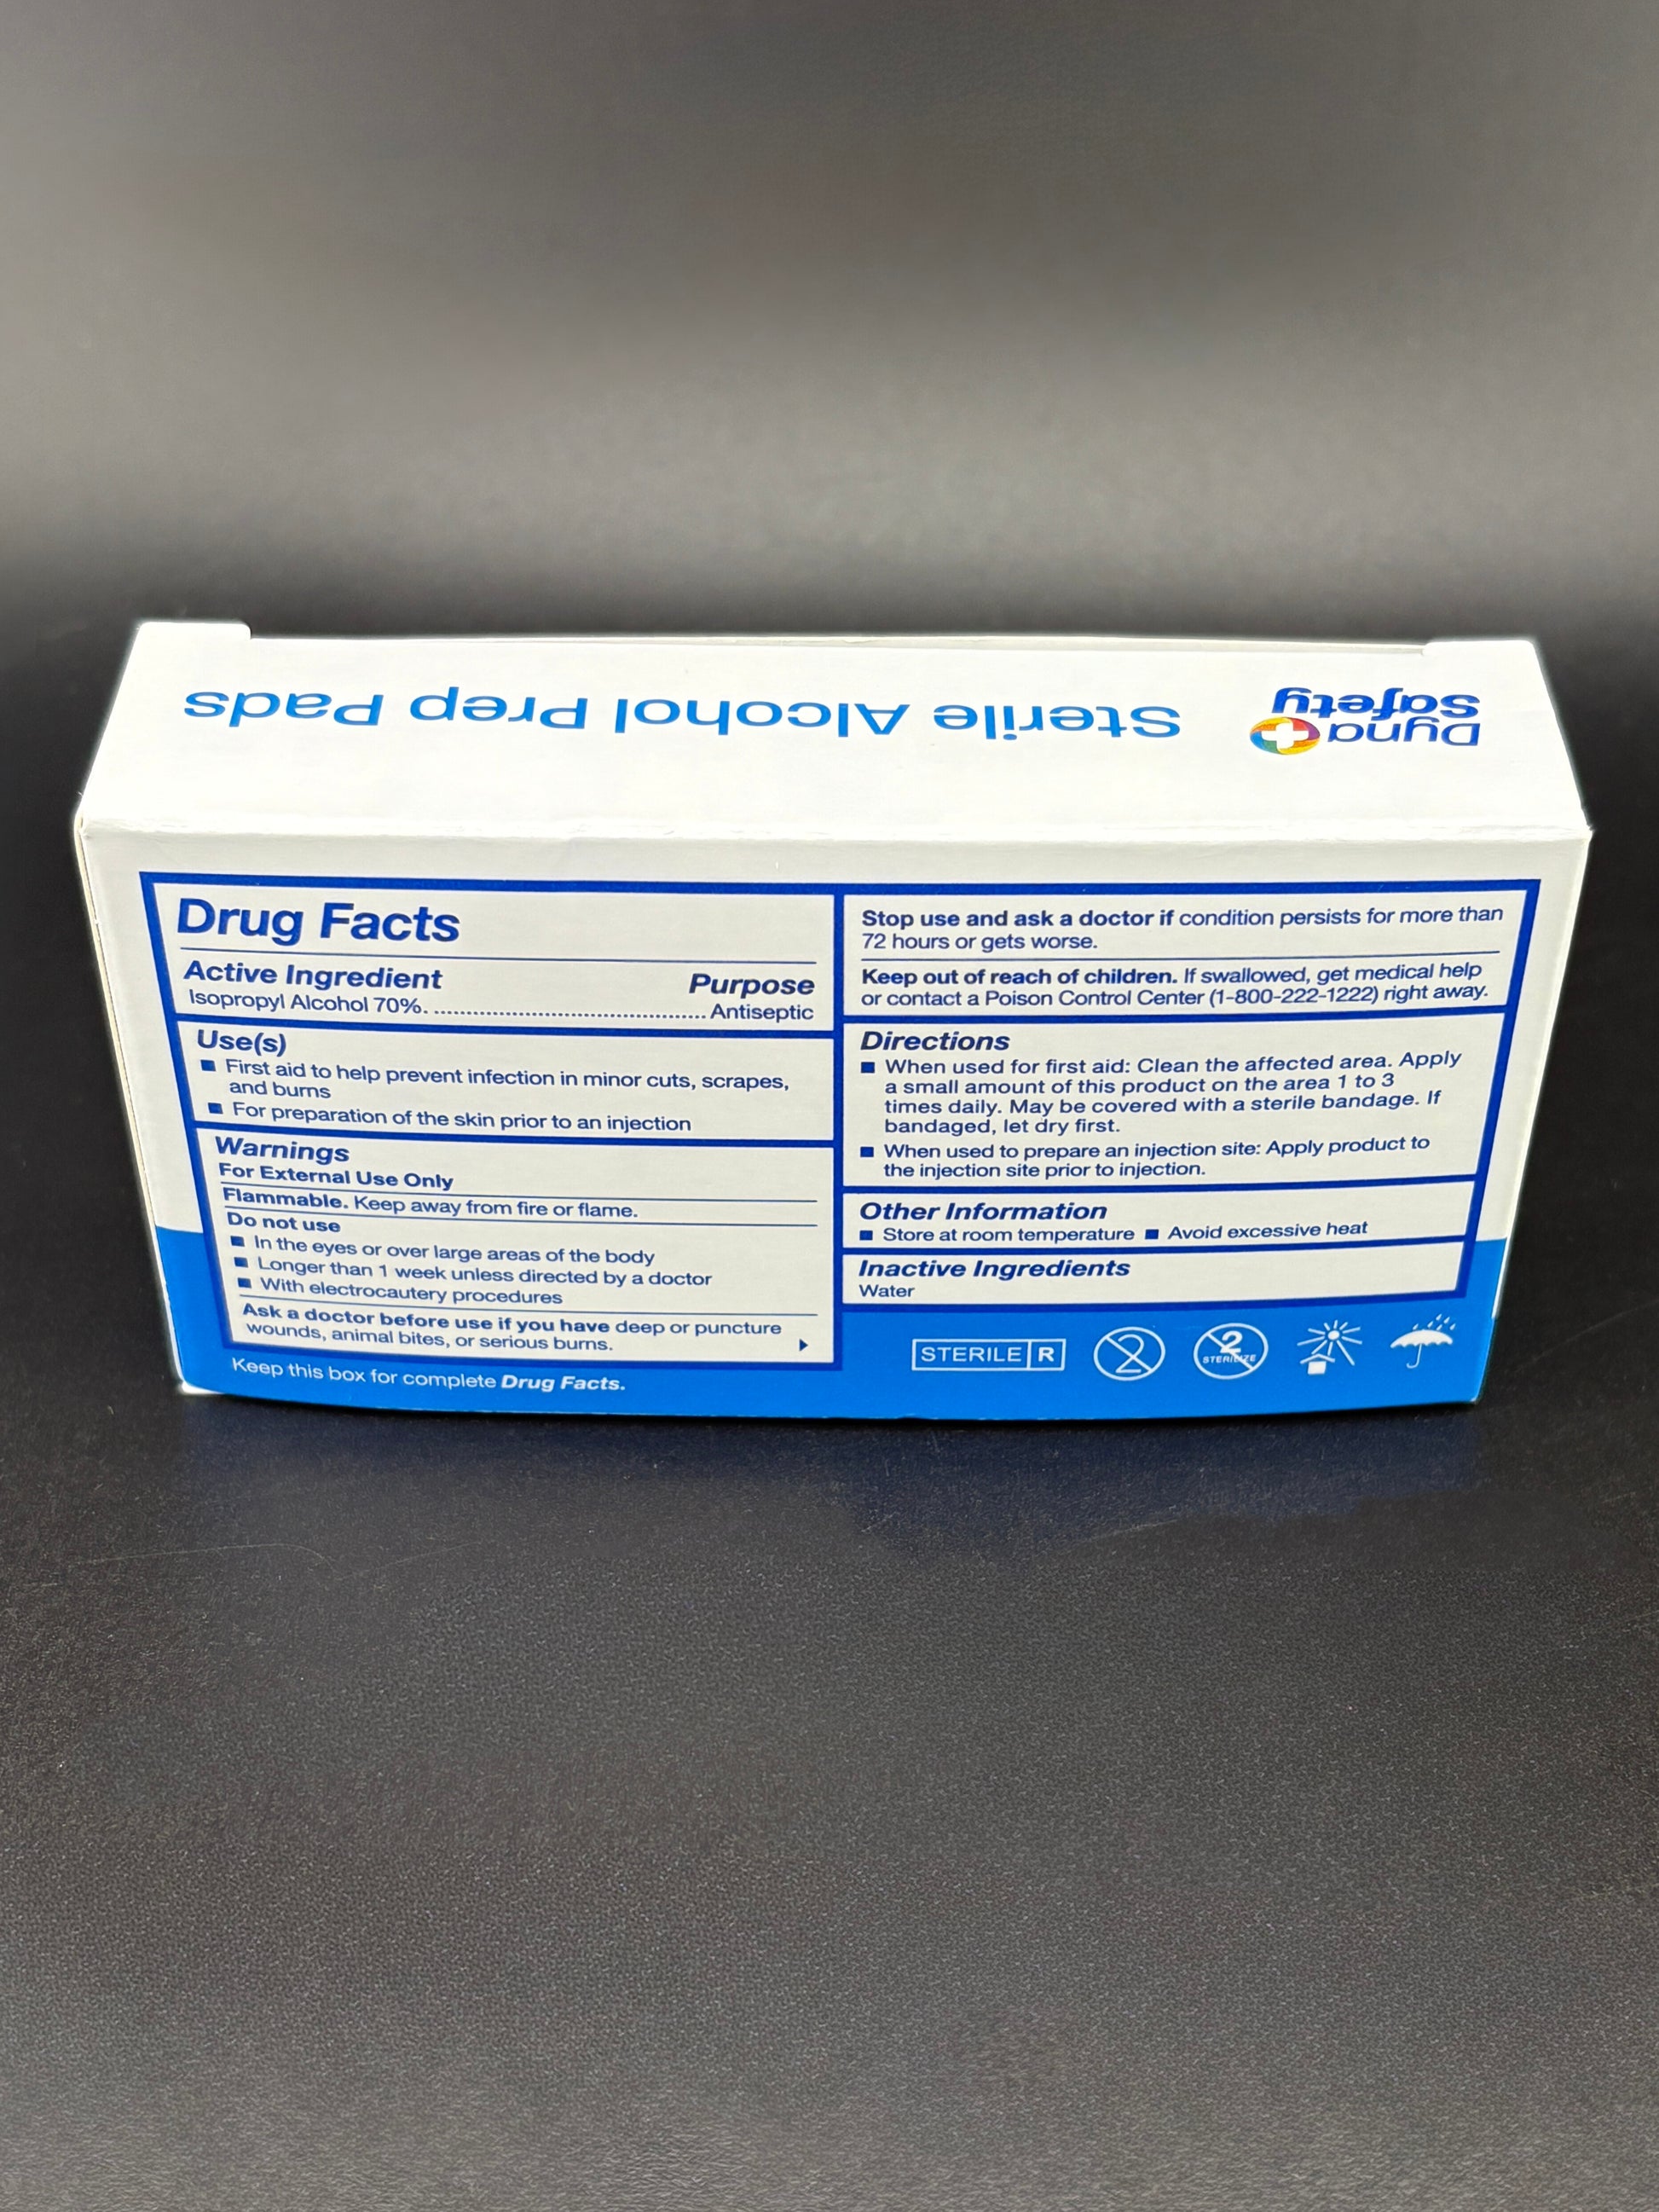 Dyna
Safety
Sterile Alcohol Prep Pads
Drug Facts
Active Ingredient Purpose
Isopropyl Alcohol 70%. ............................................. Antiseptic
Use(s)
■ First aid to help prevent infection in minor cuts, scrapes,
and burns
■ For preparation of the skin prior to an injection
Warnings
For External Use Only
Flammable. Keep away from fire or flame.
Do not use
■ In the eyes or over large areas of the body
■ Longer than 1 week unless directed by a doctor
■ With electrocautery procedures
Ask a doctor before use if you have deep or puncture
wounds, animal bites, or serious burns.
Keep this box for complete Drug Facts.
Stop use and ask a doctor if condition persists for more than
72 hours or gets worse.
Keep out of reach of children. If swallowed, get medical help
or contact a Poison Control Center (1-800-222-1222) right away.
Directions
■ When used for first aid: Clean the affected area. Apply
a small amount of this product on the area 1 to 3
times daily. May be covered with a sterile bandage. If
bandaged, let dry first.
■ When used to prepare an injection site: Apply product to
the injection site prior to injection.
Other Information
■ Store at room temperature ■ Avoid excessive heat
Inactive Ingredients
Water
STERILE R
2
2
STERILIZE